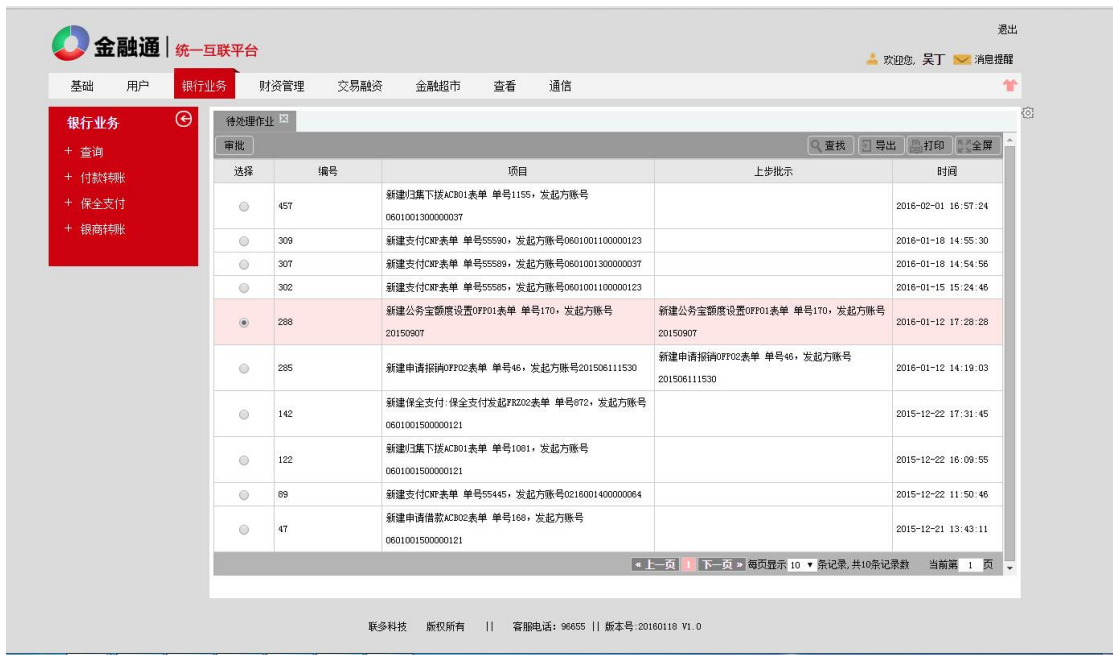 退出
金融通 统一互联平台
欢迎您, 吴丁 消息提醒
基础 用户 银行业务 财资管理 交易融资 金融超市 查看 通信
银行业务
+ 查询
+ 付款转账
+ 保全支付
+ 银商转账
待处理作业
审批 查找 导出 打印 全屏
选择 编号 项目 上步批示 时间
新建归集下拨ACB01表单 单号1155, 发起方账号
457 2016-02-01 16:57:24
0601001300000037
309 新建支付CNP表单 单号55590, 发起方账号0601001100000123 2016-01-18 14:55:30
307 新建支付CNP表单 单号55589, 发起方账号0601001300000037 2016-01-18 14:54:56
302 新建支付CNP表单 单号55585, 发起方账号0601001100000123 2016-01-15 15:24:46
新建公务宝额度设置OFP01表单 单号170, 发起方账号 新建公务宝额度设置OFP01表单 单号170, 发起方账号
288 2016-01-12 17:28:28
20150907 20150907
新建申请报销OFP02表单 单号46, 发起方账号
285 新建申请报销OFP02表单 单号46, 发起方账号201506111530 2016-01-12 14:19:03
201506111530
新建保全支付:保全支付发起FRZ02表单 单号872, 发起方账号
142 2015-12-22 17:31:45
0601001500000121
新建归集下拨ACB01表单 单号1081, 发起方账号
122 2015-12-22 16:09:55
0601001500000121
89 新建支付CNP表单 单号55445, 发起方账号0216001400000064 2015-12-22 11:50:46
新建申请借款ACB02表单 单号168, 发起方账号
47 2015-12-21 13:43:11
0601001500000121
« 上一页 1 下一页 » 每页显示 10 ▼ 条记录,共10条记录数 当前第 1 页
联多科技 版权所有 || 客服电话: 96655 || 版本号:20160118 V1.0